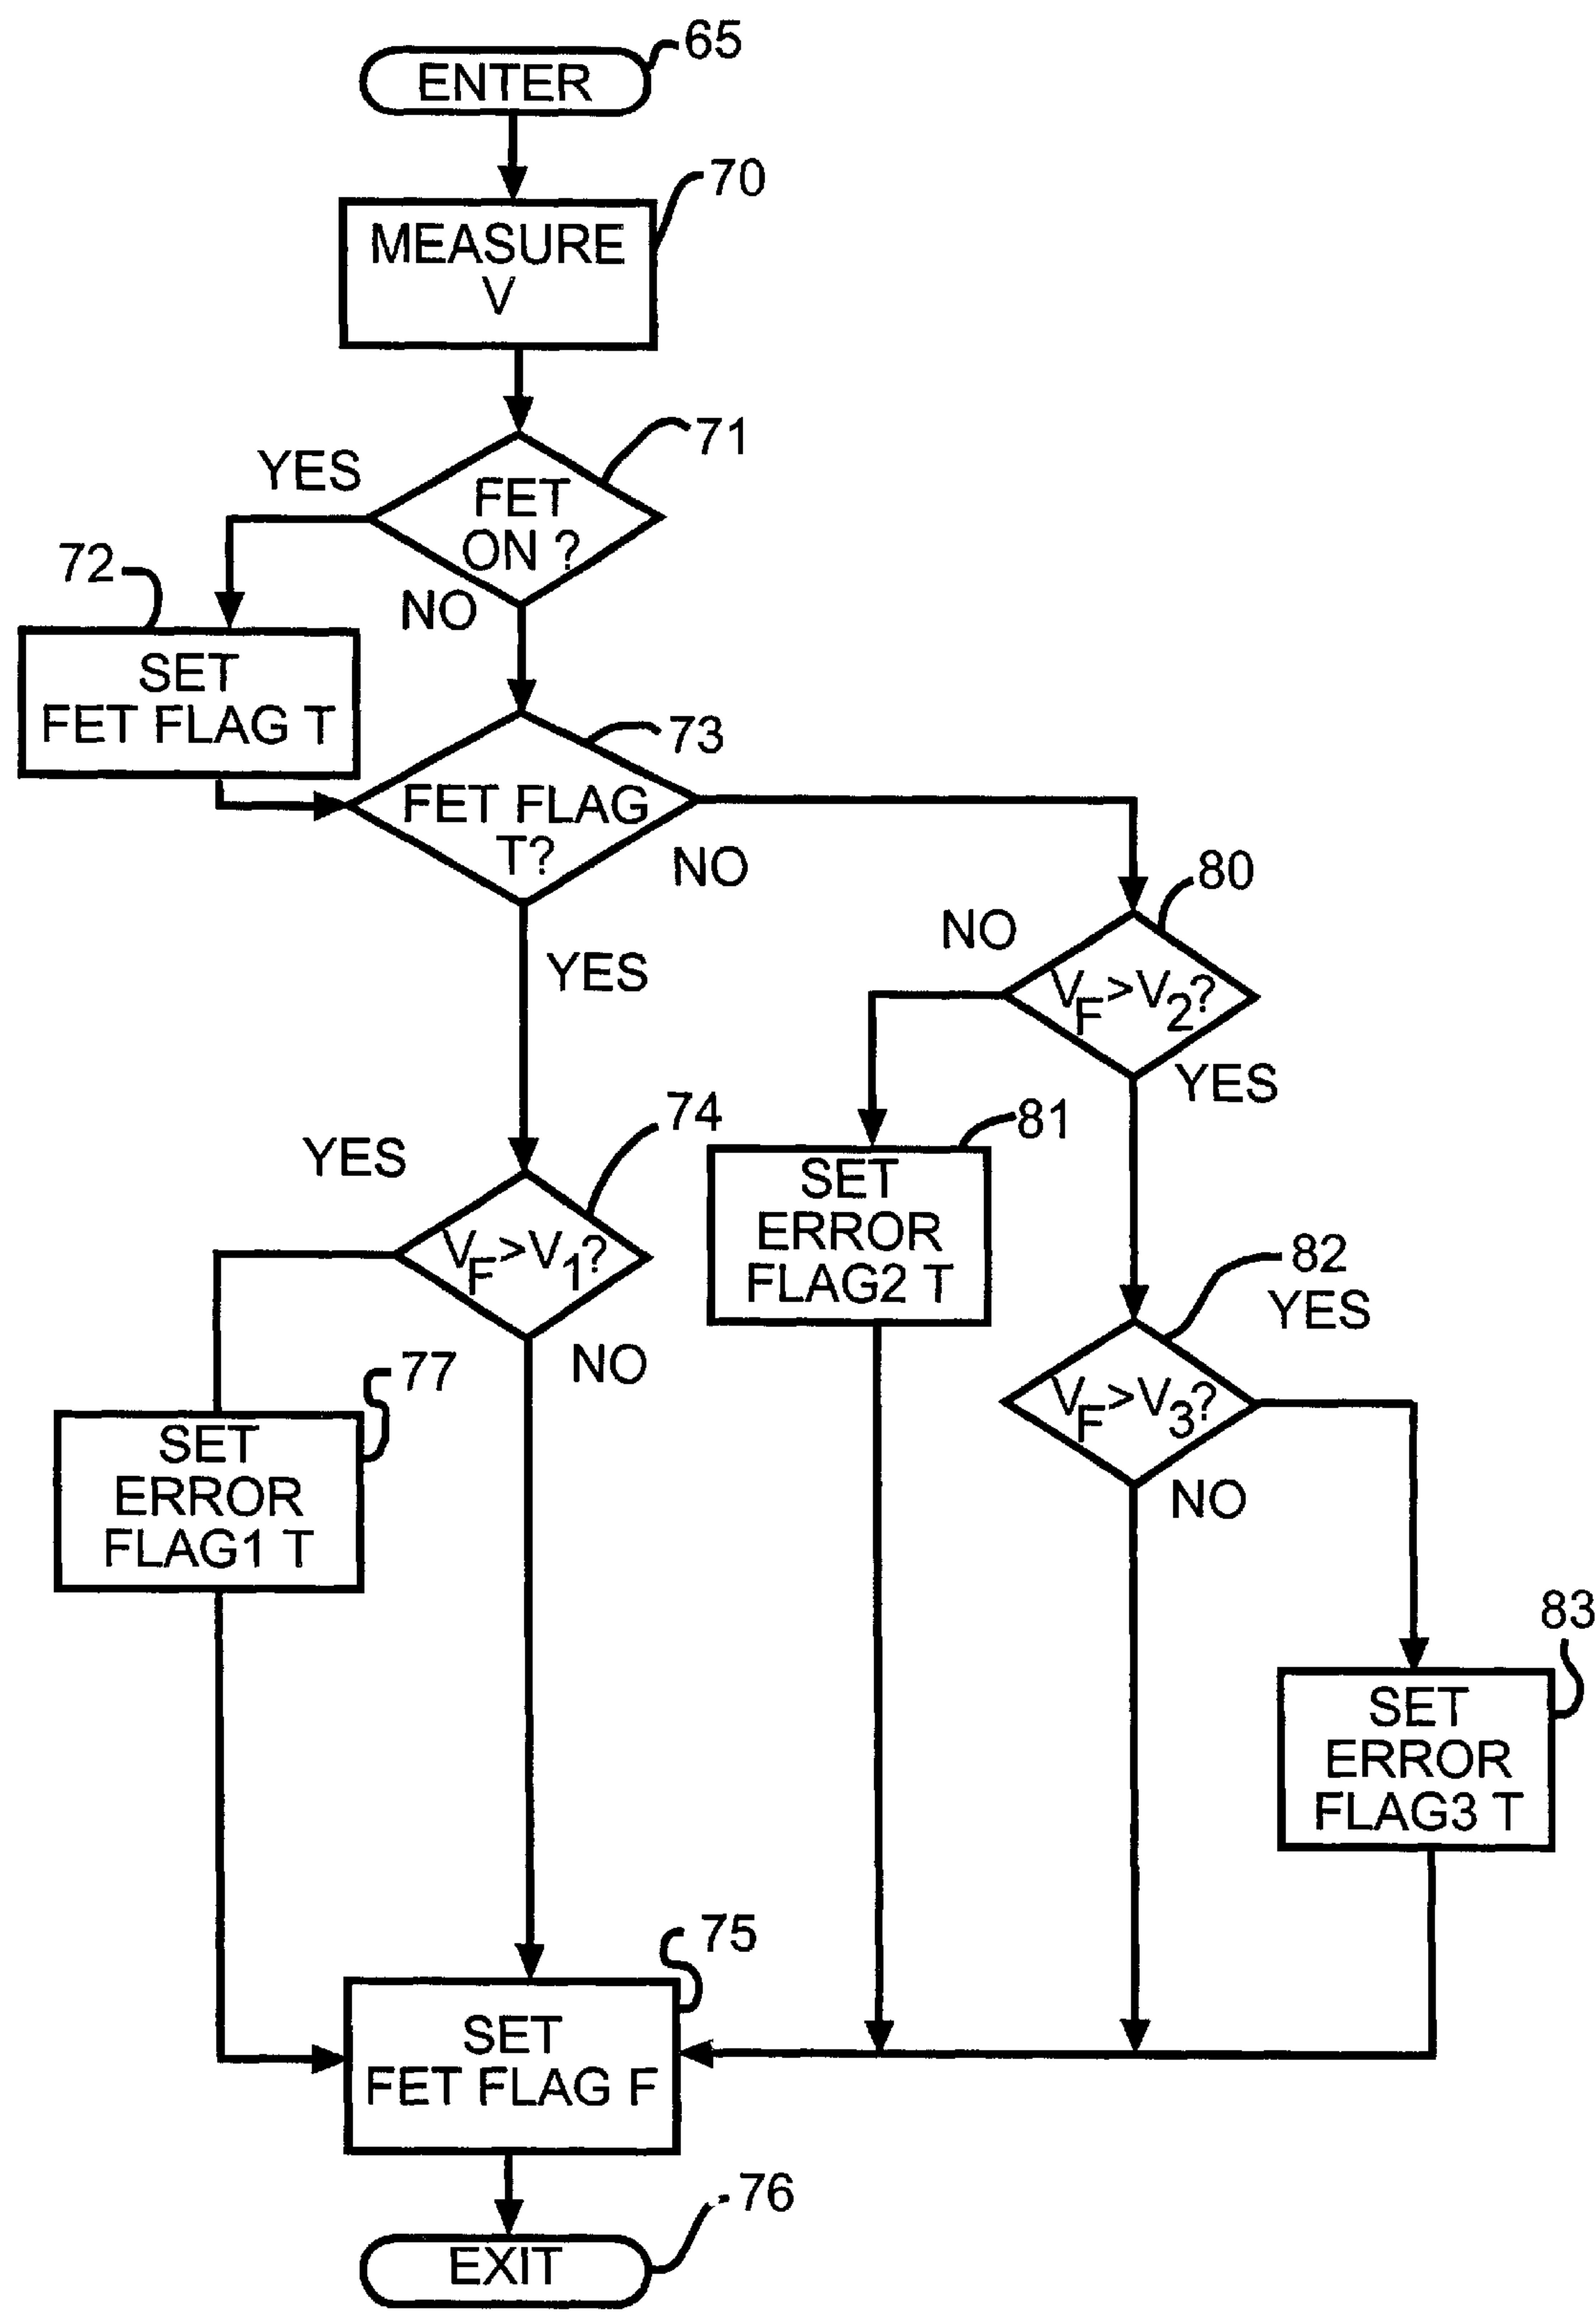 65
ENTER
70
MEASURE
V
71
YES
FET
ON ?
72
NO
SET
FET FLAG T
73
FET FLAG
T?
NO
80
NO
YES
VF>V2?
YES
74
81
YES
SET
ERROR
FLAG2 T
VF>V1?
82
YES
NO
77
VF>V3?
SET
ERROR
FLAG1 T
NO
83
SET
ERROR
FLAG3 T
75
SET
FET FLAG F
76
EXIT